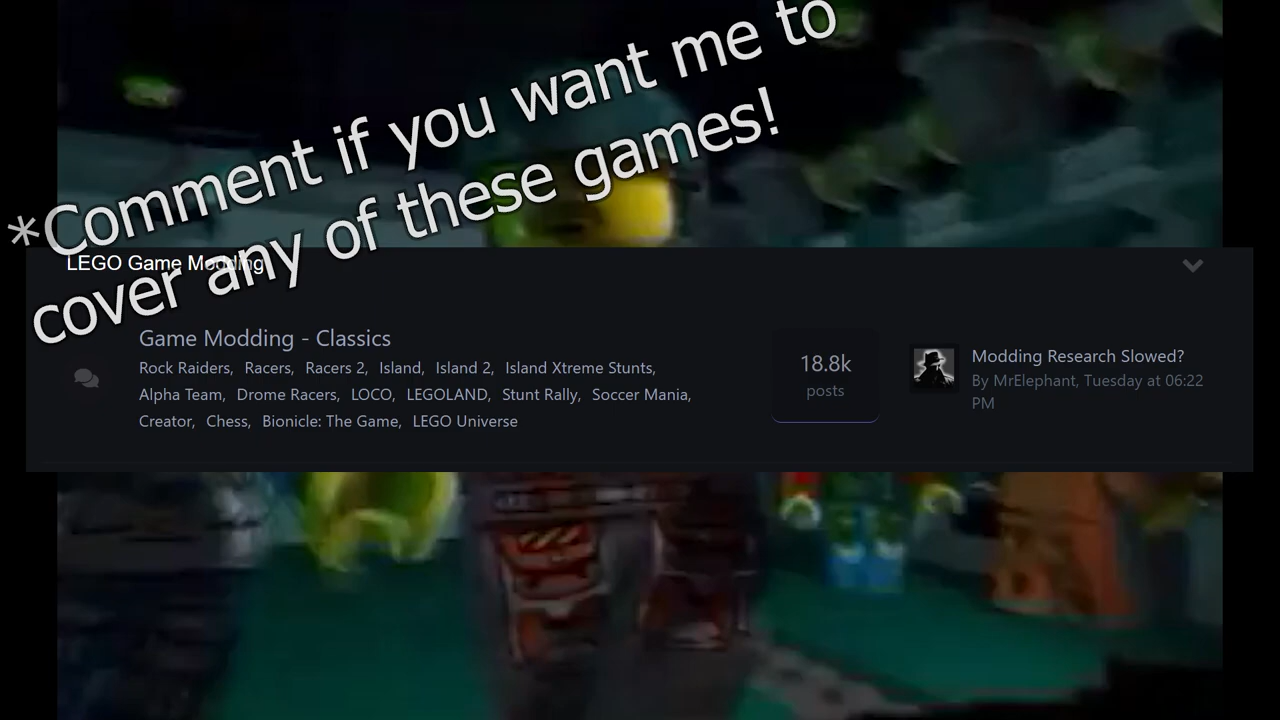 *Comment if you want me to
cover any of these games!
LEGO Game Modding
Game Modding - Classics
Rock Raiders, Racers, Racers 2, Island, Island 2, Island Xtreme Stunts,
Alpha Team, Drome Racers, LOCO, LEGOLAND, Stunt Rally, Soccer Mania,
Creator, Chess, Bionicle: The Game, LEGO Universe
18.8k
posts
Modding Research Slowed?
By MrElephant, Tuesday at 06:22
PM